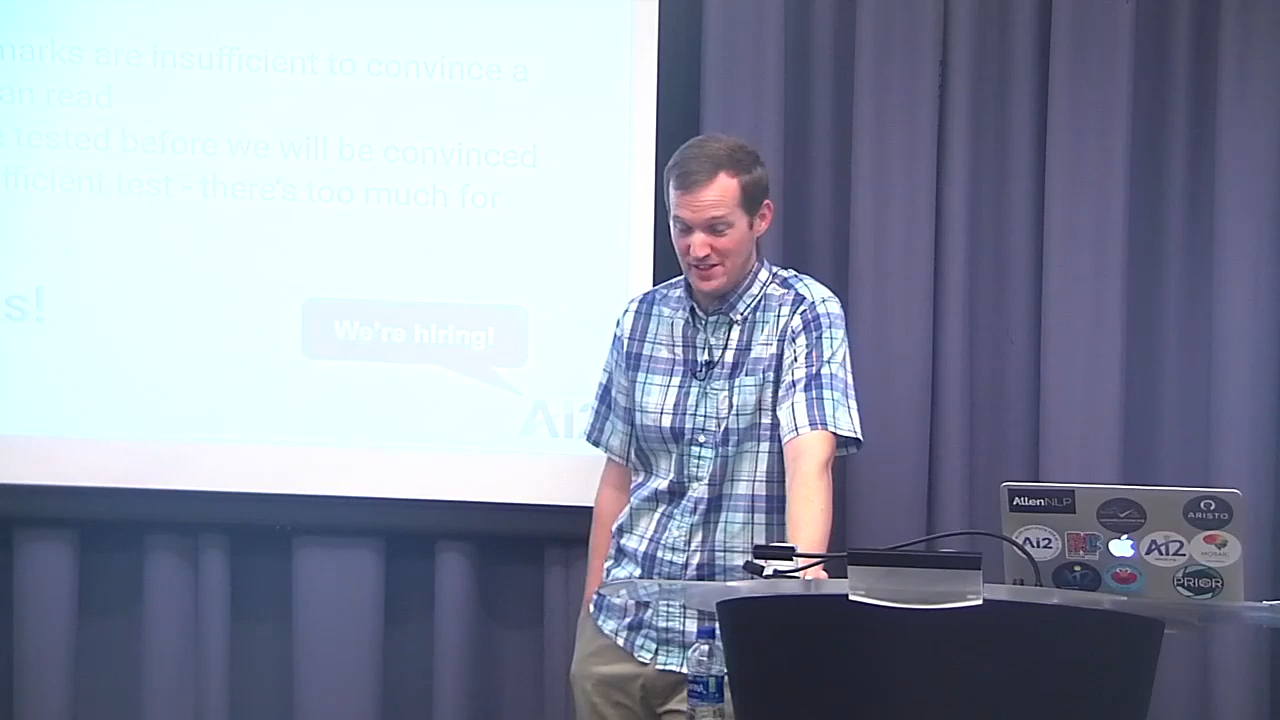 marks are insufficient to convince a
an read
tested before we will be convinced
fficient test - there's too much for
s!
We're hiring!
Ai2
AllenNLP
ARISTO
Ai2
AI2
MOSAIC
PRIOR